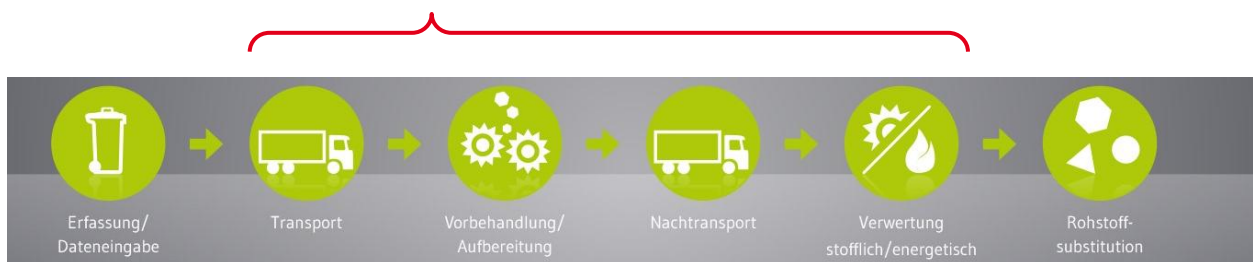 Erfassung/
Dateneingabe
Transport
Vorbehandlung/
Aufbereitung
Nachtransport
Verwertung
stofflich/energetisch
Rohstoff-
substitution